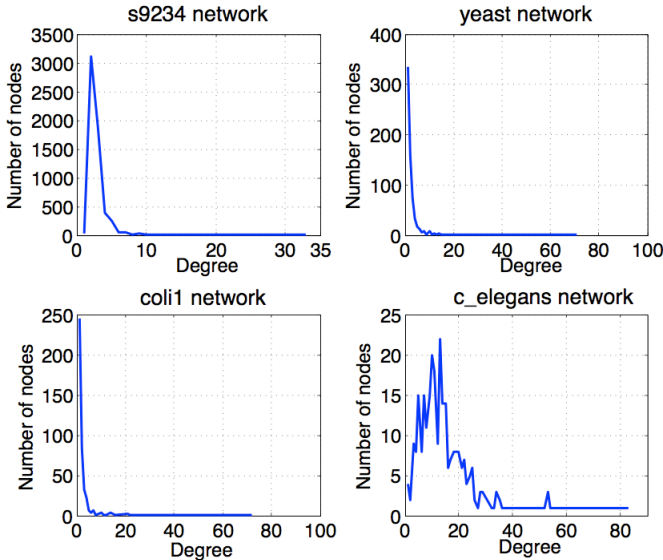 s9234 network
3500
3000
2500
2000
1500
1000
500
0
0 10 20 30 35
Degree
Number of nodes
yeast network
400
300
200
100
0
0 20 40 60 80 100
Degree
Number of nodes
coli1 network
250
200
150
100
50
0
0 20 40 60 80 100
Degree
Number of nodes
c_elegans network
25
20
15
10
5
0
0 20 40 60 80
Degree
Number of nodes